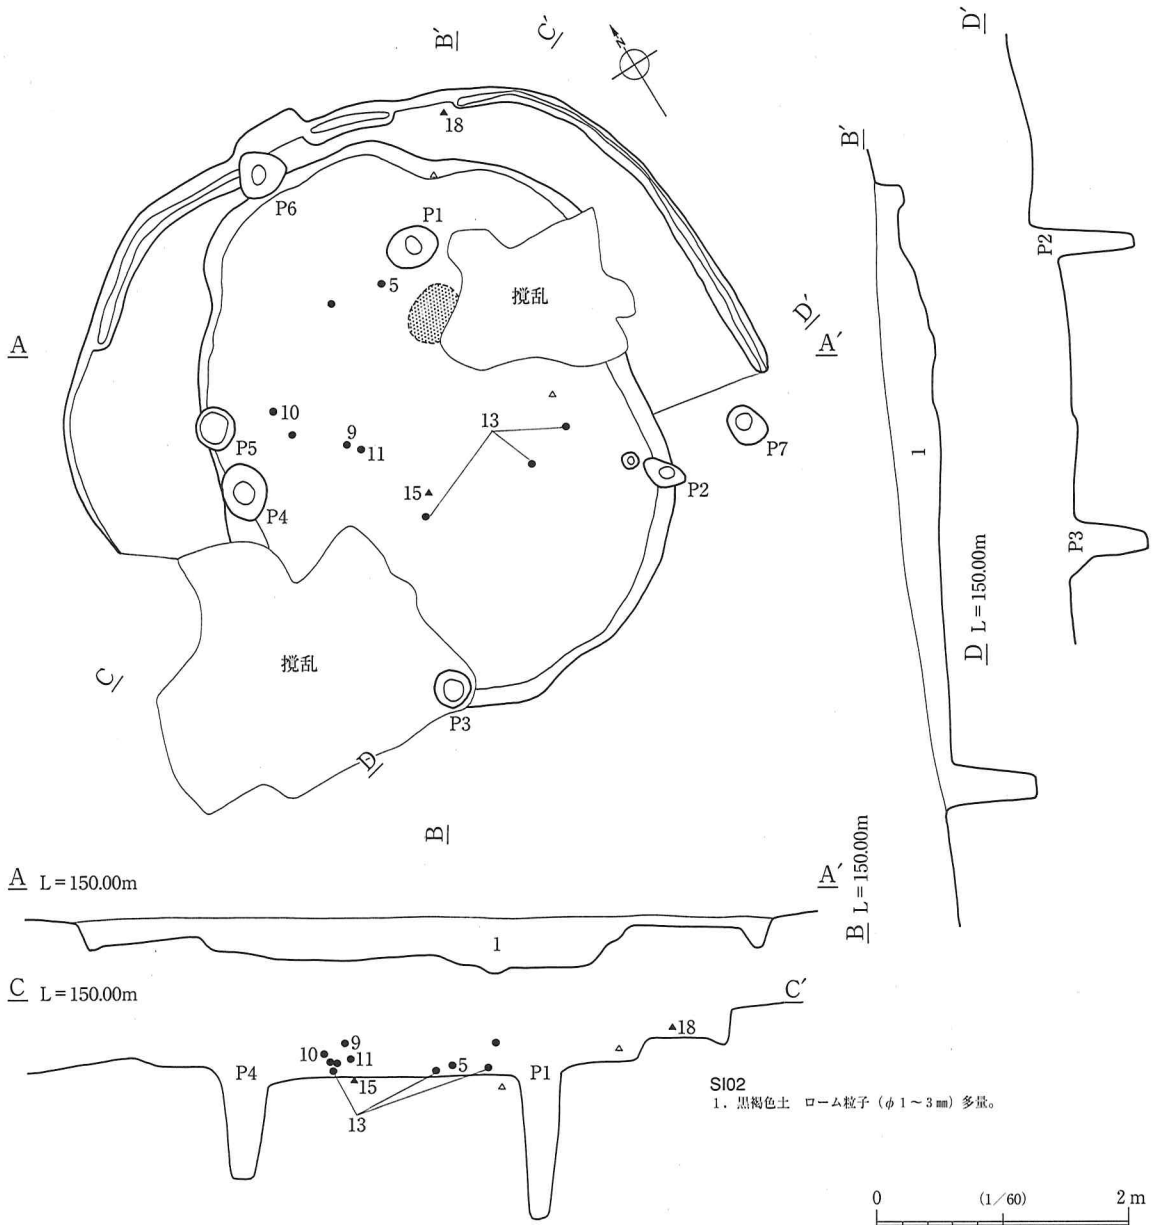 B' C' N
D'
B'
18
P6
P1
5
攪乱
P2
D'
A A'
10
9
11
13
P5
P7
1
15
P2
P4
P3
D L=150.00m
攪乱
C
P3
D
B
B L=150.00m
A L=150.00m A'
1
C L=150.00m C'
9
18
10
11
5
P4
15
P1
13
SI02
1. 黒褐色土 ローム粒子(φ1~3㎜)多量。
0 (1/60) 2m